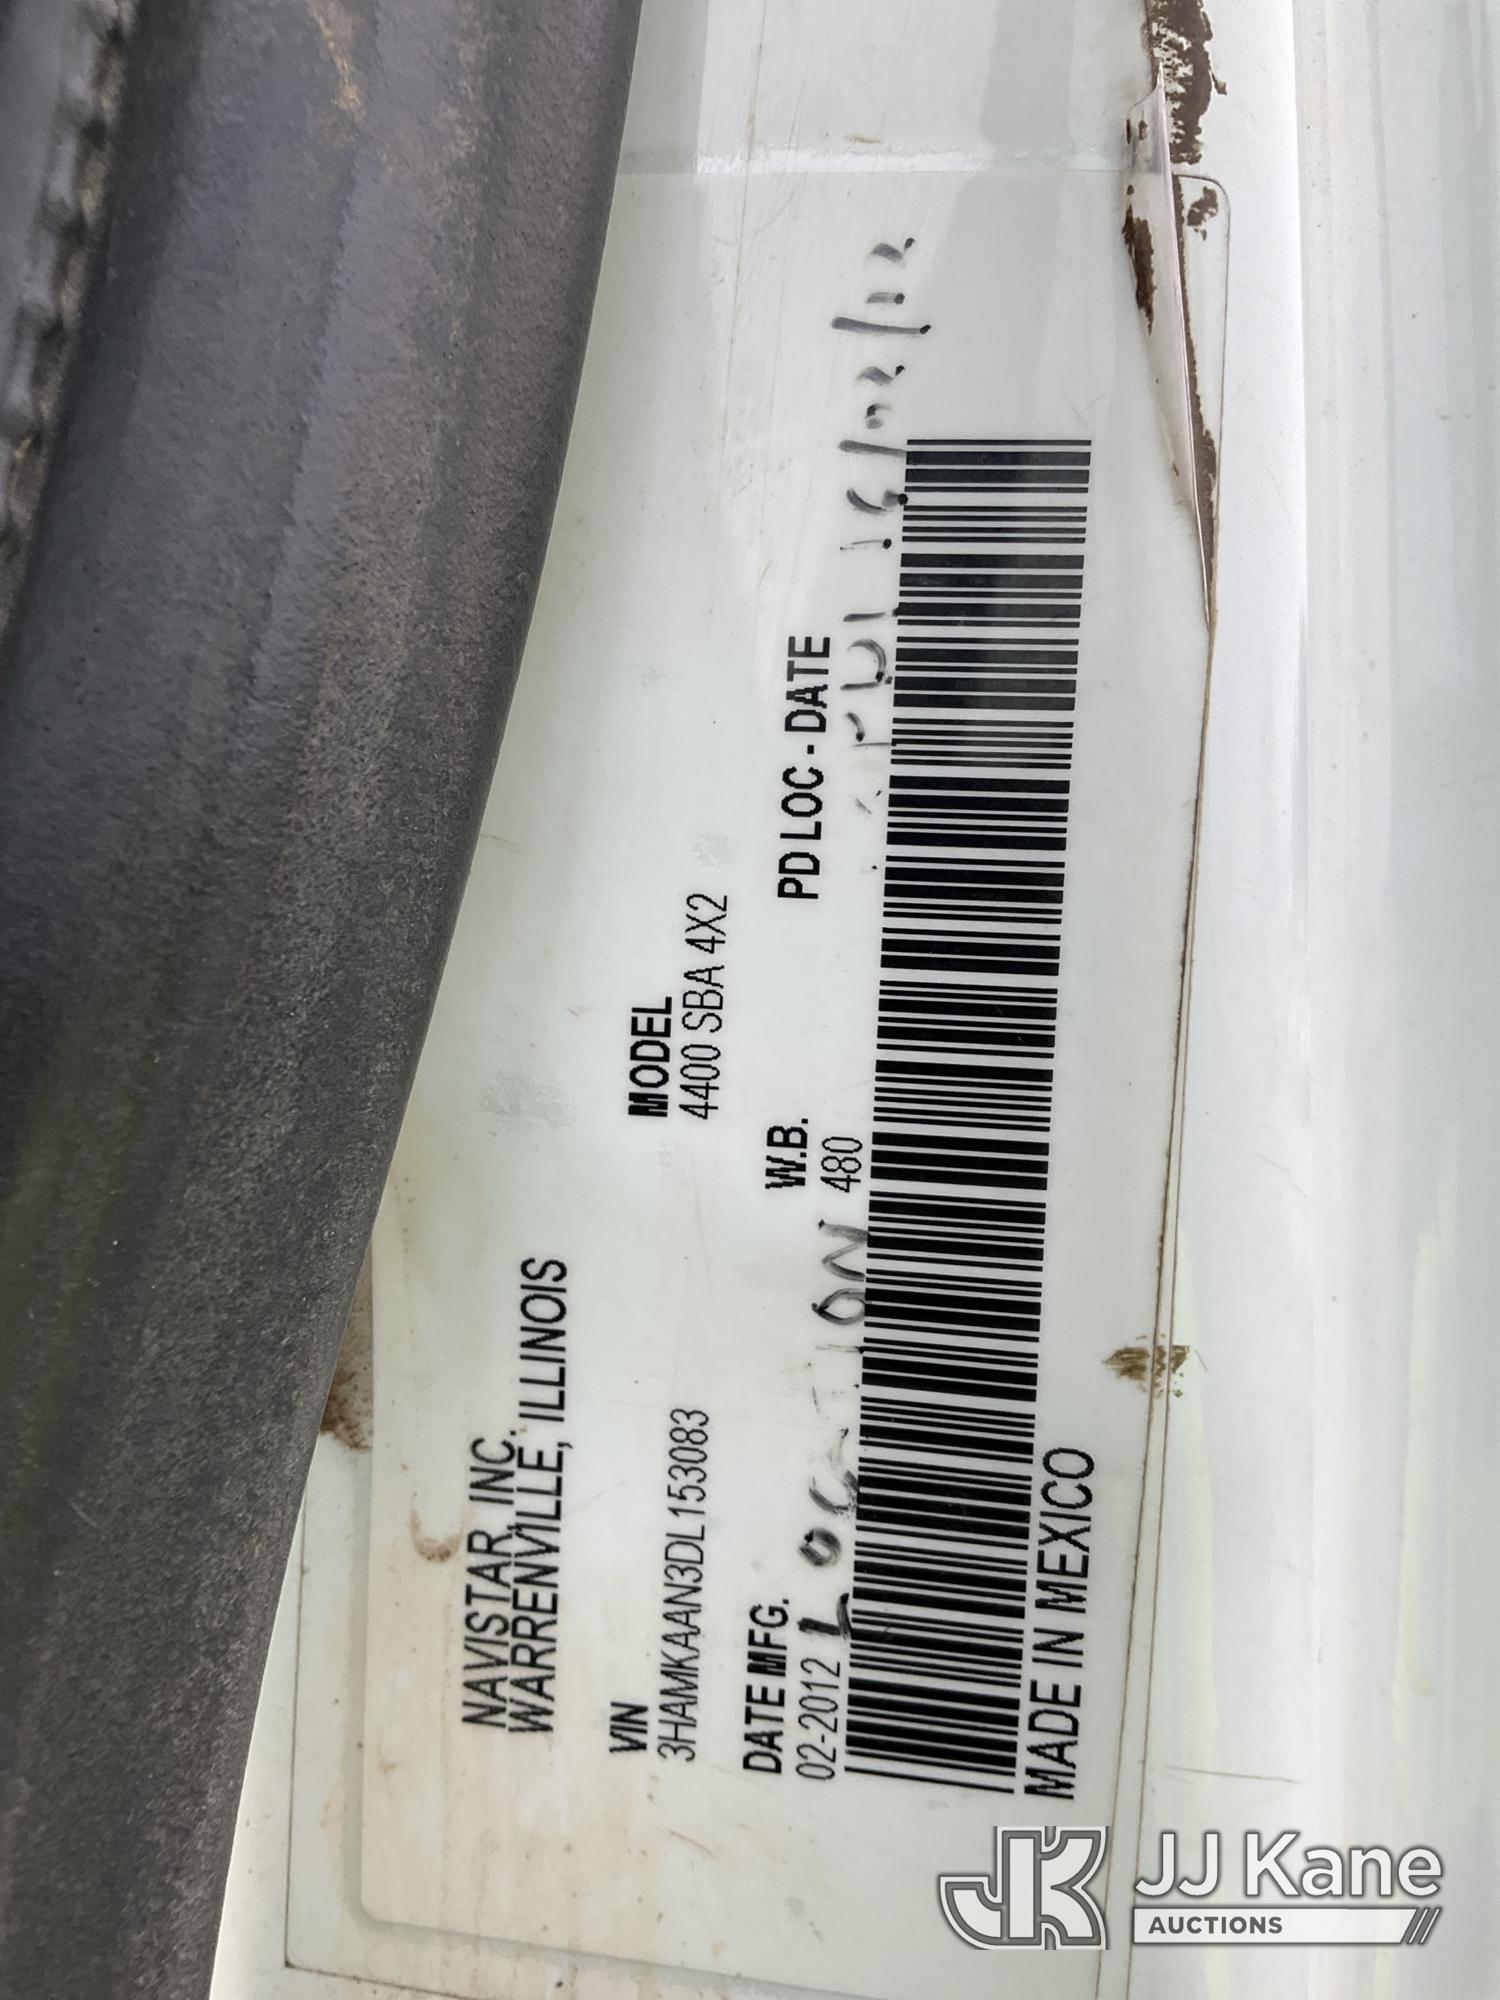 NAVISTAR, INC.
WARRENVILLE, ILLINOIS
VIN
3HAMKAAN3DL153083
MODEL
4400 SBA 4X2
DATE MFG.
02-2012
W.B.
480
PD LOC - DATE
MADE IN MEXICO
JJ Kane
AUCTIONS